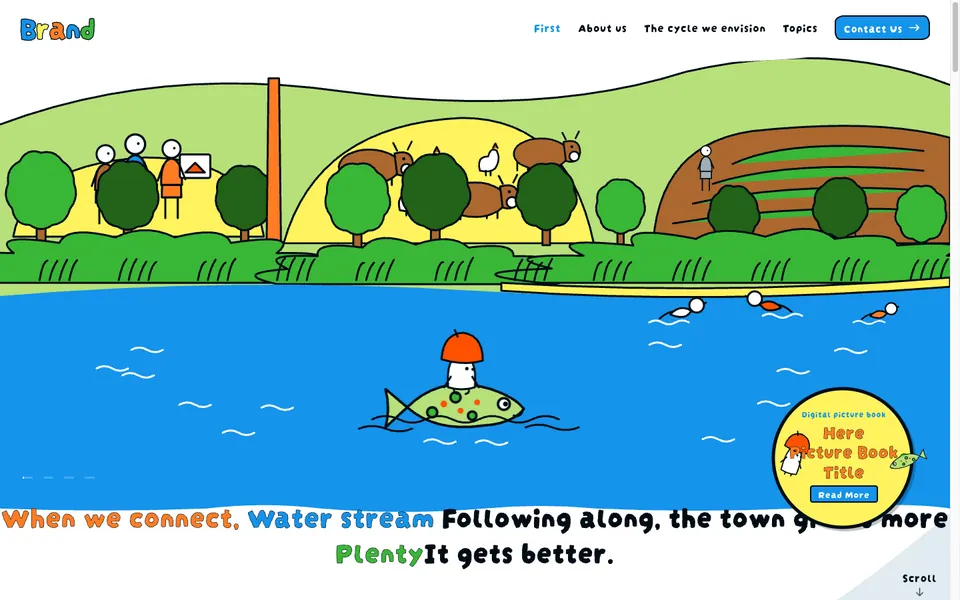 Brand
First About us The cycle we envision Topics Contact Us →
Digital picture book
Here
Picture Book
Title
Read More
When we connect, Water stream Following along, the town more
PlentyIt gets better.
Scroll